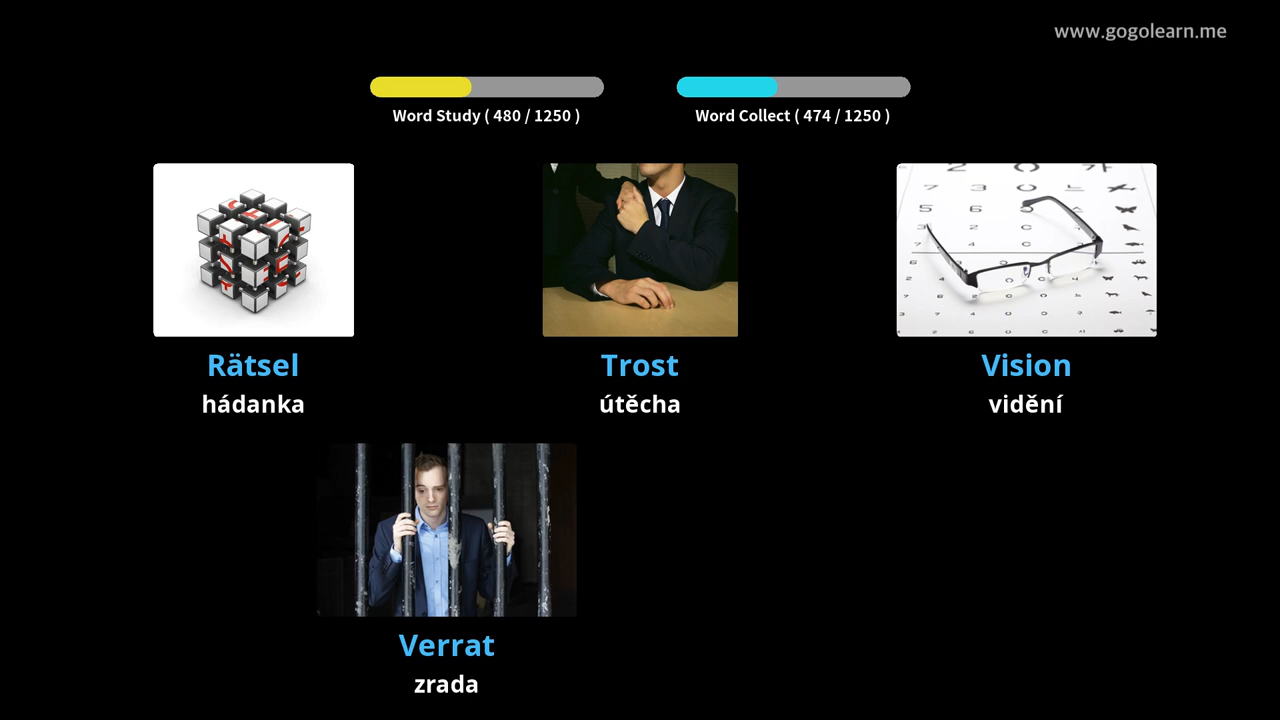 www.gogolearn.me
Word Study ( 480 / 1250 )
Word Collect ( 474 / 1250 )
Rätsel
hádanka
Trost
útěcha
Vision
vidění
Verrat
zrada